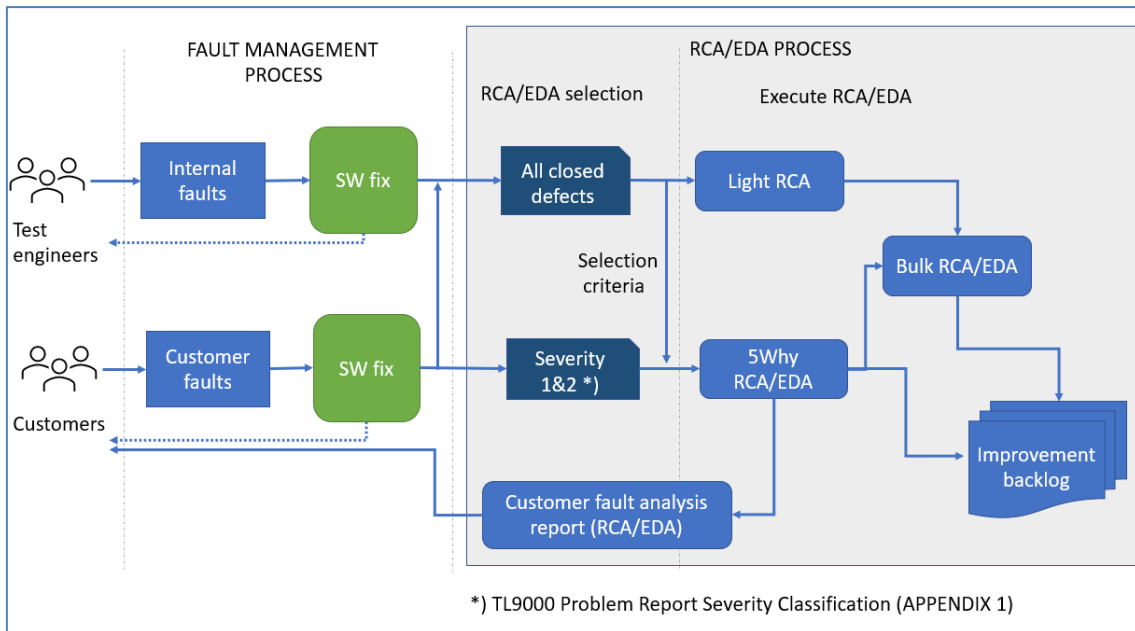 FAULT MANAGEMENT
PROCESS
RCA/EDA PROCESS
RCA/EDA selection
Execute RCA/EDA
Test
engineers
Internal
faults
SW fix
All closed
defects
Light RCA
Selection
criteria
Bulk RCA/EDA
Customers
Customer
faults
SW fix
Severity
1&2 *)
5Why
RCA/EDA
Improvement
backlog
Customer fault analysis
report (RCA/EDA)
*) TL9000 Problem Report Severity Classification (APPENDIX 1)